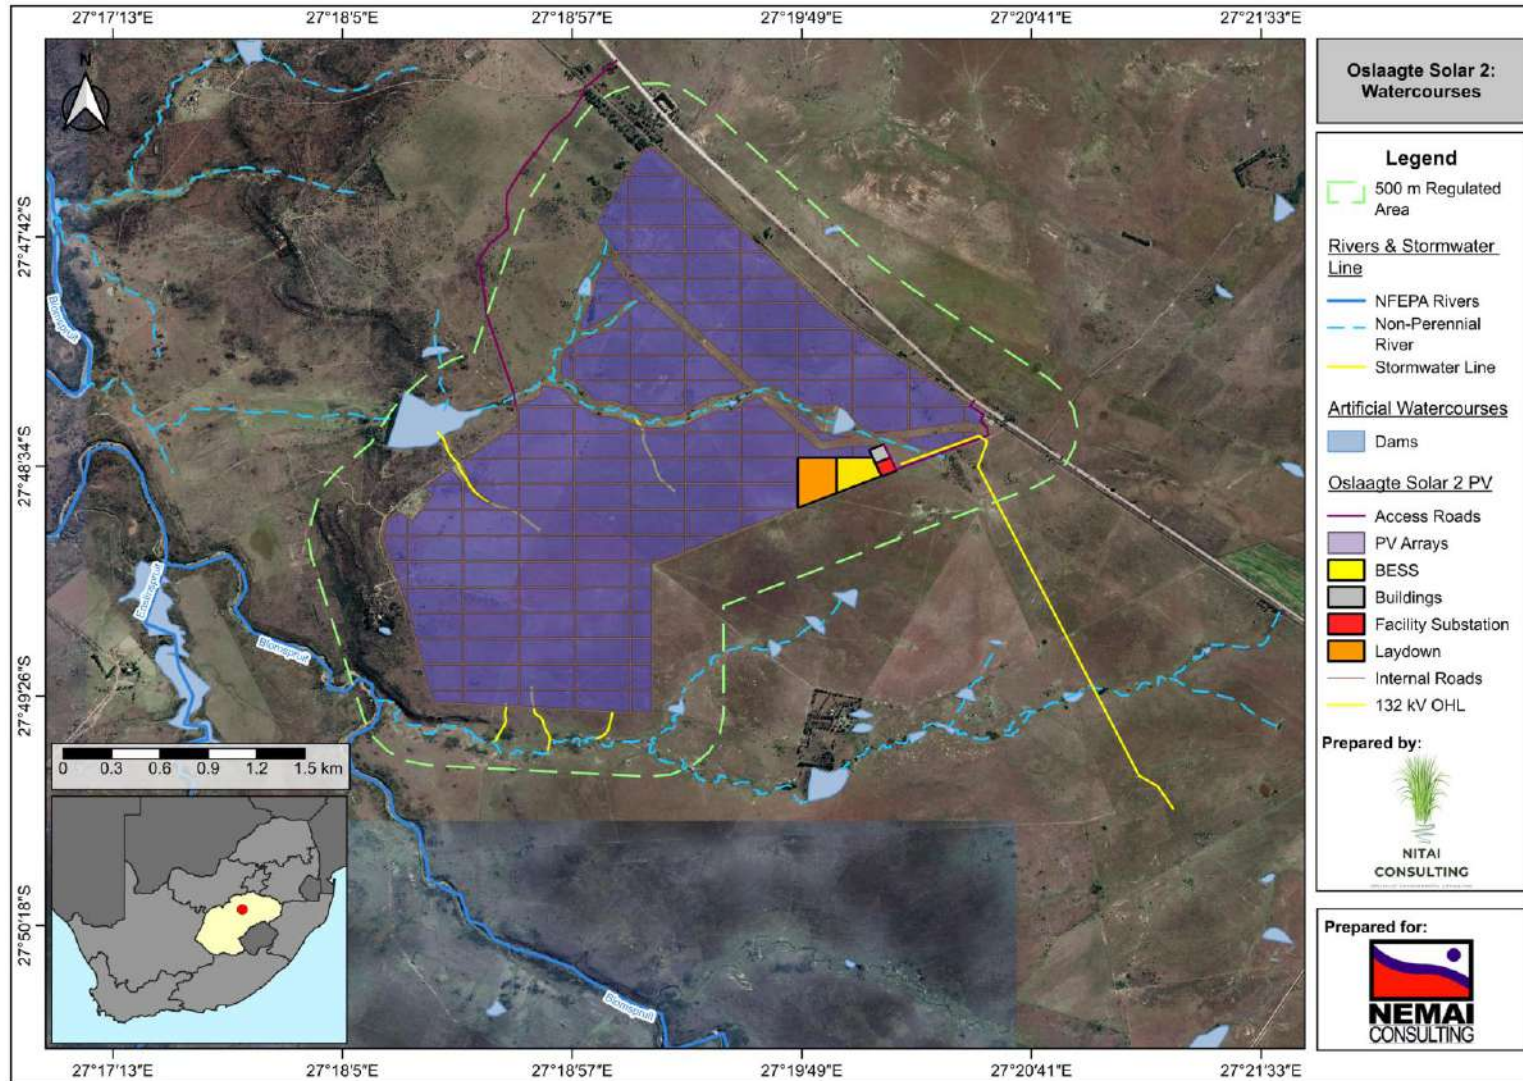 27°17'13"E
27°18'5"E
27°18'57"E
27°19'49"E
27°20'41"E
27°21'33"E
Oslaagte Solar 2:
Watercourses
N
27°47'42"S
27°48'34"S
27°49'26"S
27°50'18"S
Blomspruit
Blomspruit
Blomspruit
0 0.3 0.6 0.9 1.2 1.5 km
Legend
500 m Regulated
Area
Rivers & Stormwater
Line
NFEPA Rivers
Non-Perennial
River
Stormwater Line
Artificial Watercourses
Dams
Oslaagte Solar 2 PV
Access Roads
PV Arrays
BESS
Buildings
Facility Substation
Laydown
Internal Roads
132 kV OHL
Prepared by:
NITAI
CONSULTING
Prepared for:
NEMAI
CONSULTING
27°17'13"E
27°18'5"E
27°18'57"E
27°19'49"E
27°20'41"E
27°21'33"E